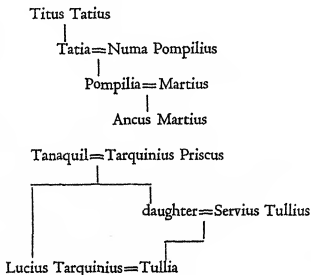 Titus Tatius
Tatia=Numa Pompilius
Pompilia=Martius
Ancus Martius
Tanaquil=Tarquinius Priscus
daughter=Servius Tullius
Lucius Tarquinius=Tullia